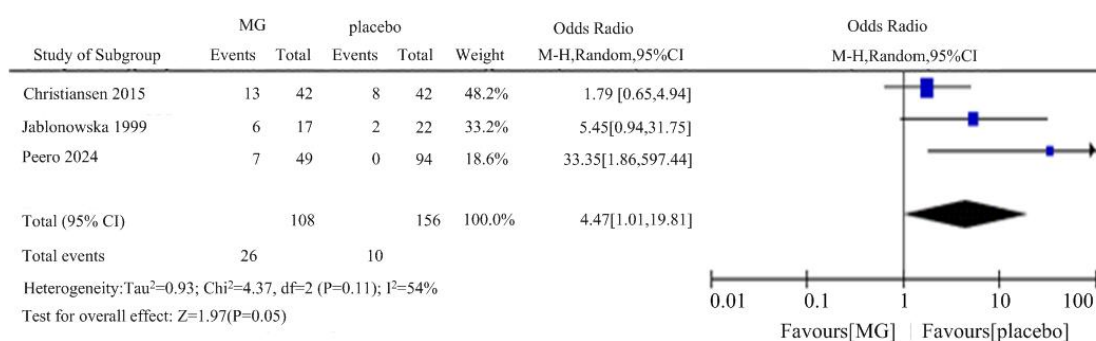 MG placebo Odds Radio Odds Radio
Study of Subgroup Events Total Events Total Weight M-H,Random,95%CI M-H,Random,95%CI
Christiansen 2015 13 42 8 42 48.2% 1.79 [0.65,4.94]
Jablonowska 1999 6 17 2 22 33.2% 5.45[0.94,31.75]
Peero 2024 7 49 0 94 18.6% 33.35[1.86,597.44]
Total (95% CI) 108 156 100.0% 4.47[1.01,19.81]
Total events 26 10
Heterogeneity:Tau²=0.93; Chi²=4.37, df=2 (P=0.11); I²=54%
Test for overall effect: Z=1.97(P=0.05)
0.01 0.1 1 10 100
Favours[MG] Favours[placebo]